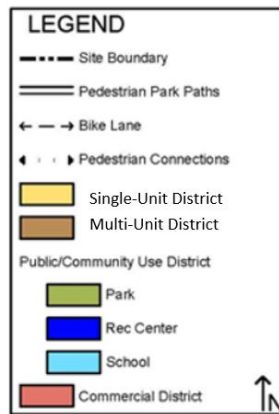 LEGEND
Site Boundary
Pedestrian Park Paths
Bike Lane
Pedestrian Connections
Single-Unit District
Multi-Unit District
Public/Community Use District
Park
Rec Center
School
Commercial District
N